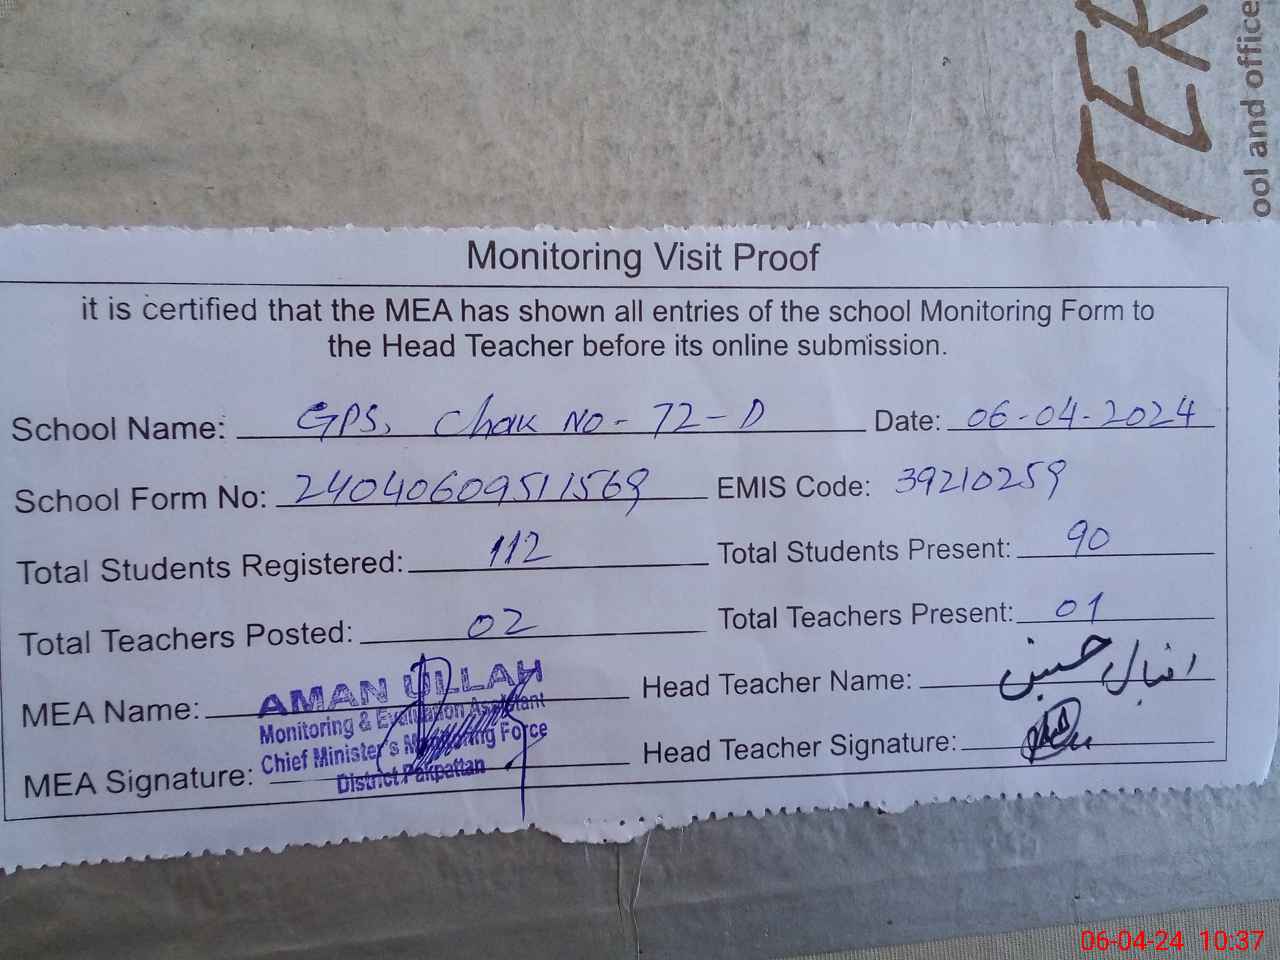 TER
ool and office
Monitoring Visit Proof
it is certified that the MEA has shown all entries of the school Monitoring Form to
the Head Teacher before its online submission.
School Name: GPS, Chak No- 72-D Date: 06-04-2024
School Form No: 24040609511569 EMIS Code: 39210259
Total Students Registered: 112 Total Students Present: 90
Total Teachers Posted: 02 Total Teachers Present: 01
MEA Name: AMAN ULLAH Head Teacher Name: اقبال حسین
Monitoring & Evaluation Assistant
Chief Minister's Monitoring Force
MEA Signature: District Pakpattan Head Teacher Signature:
06-04-24 10:37